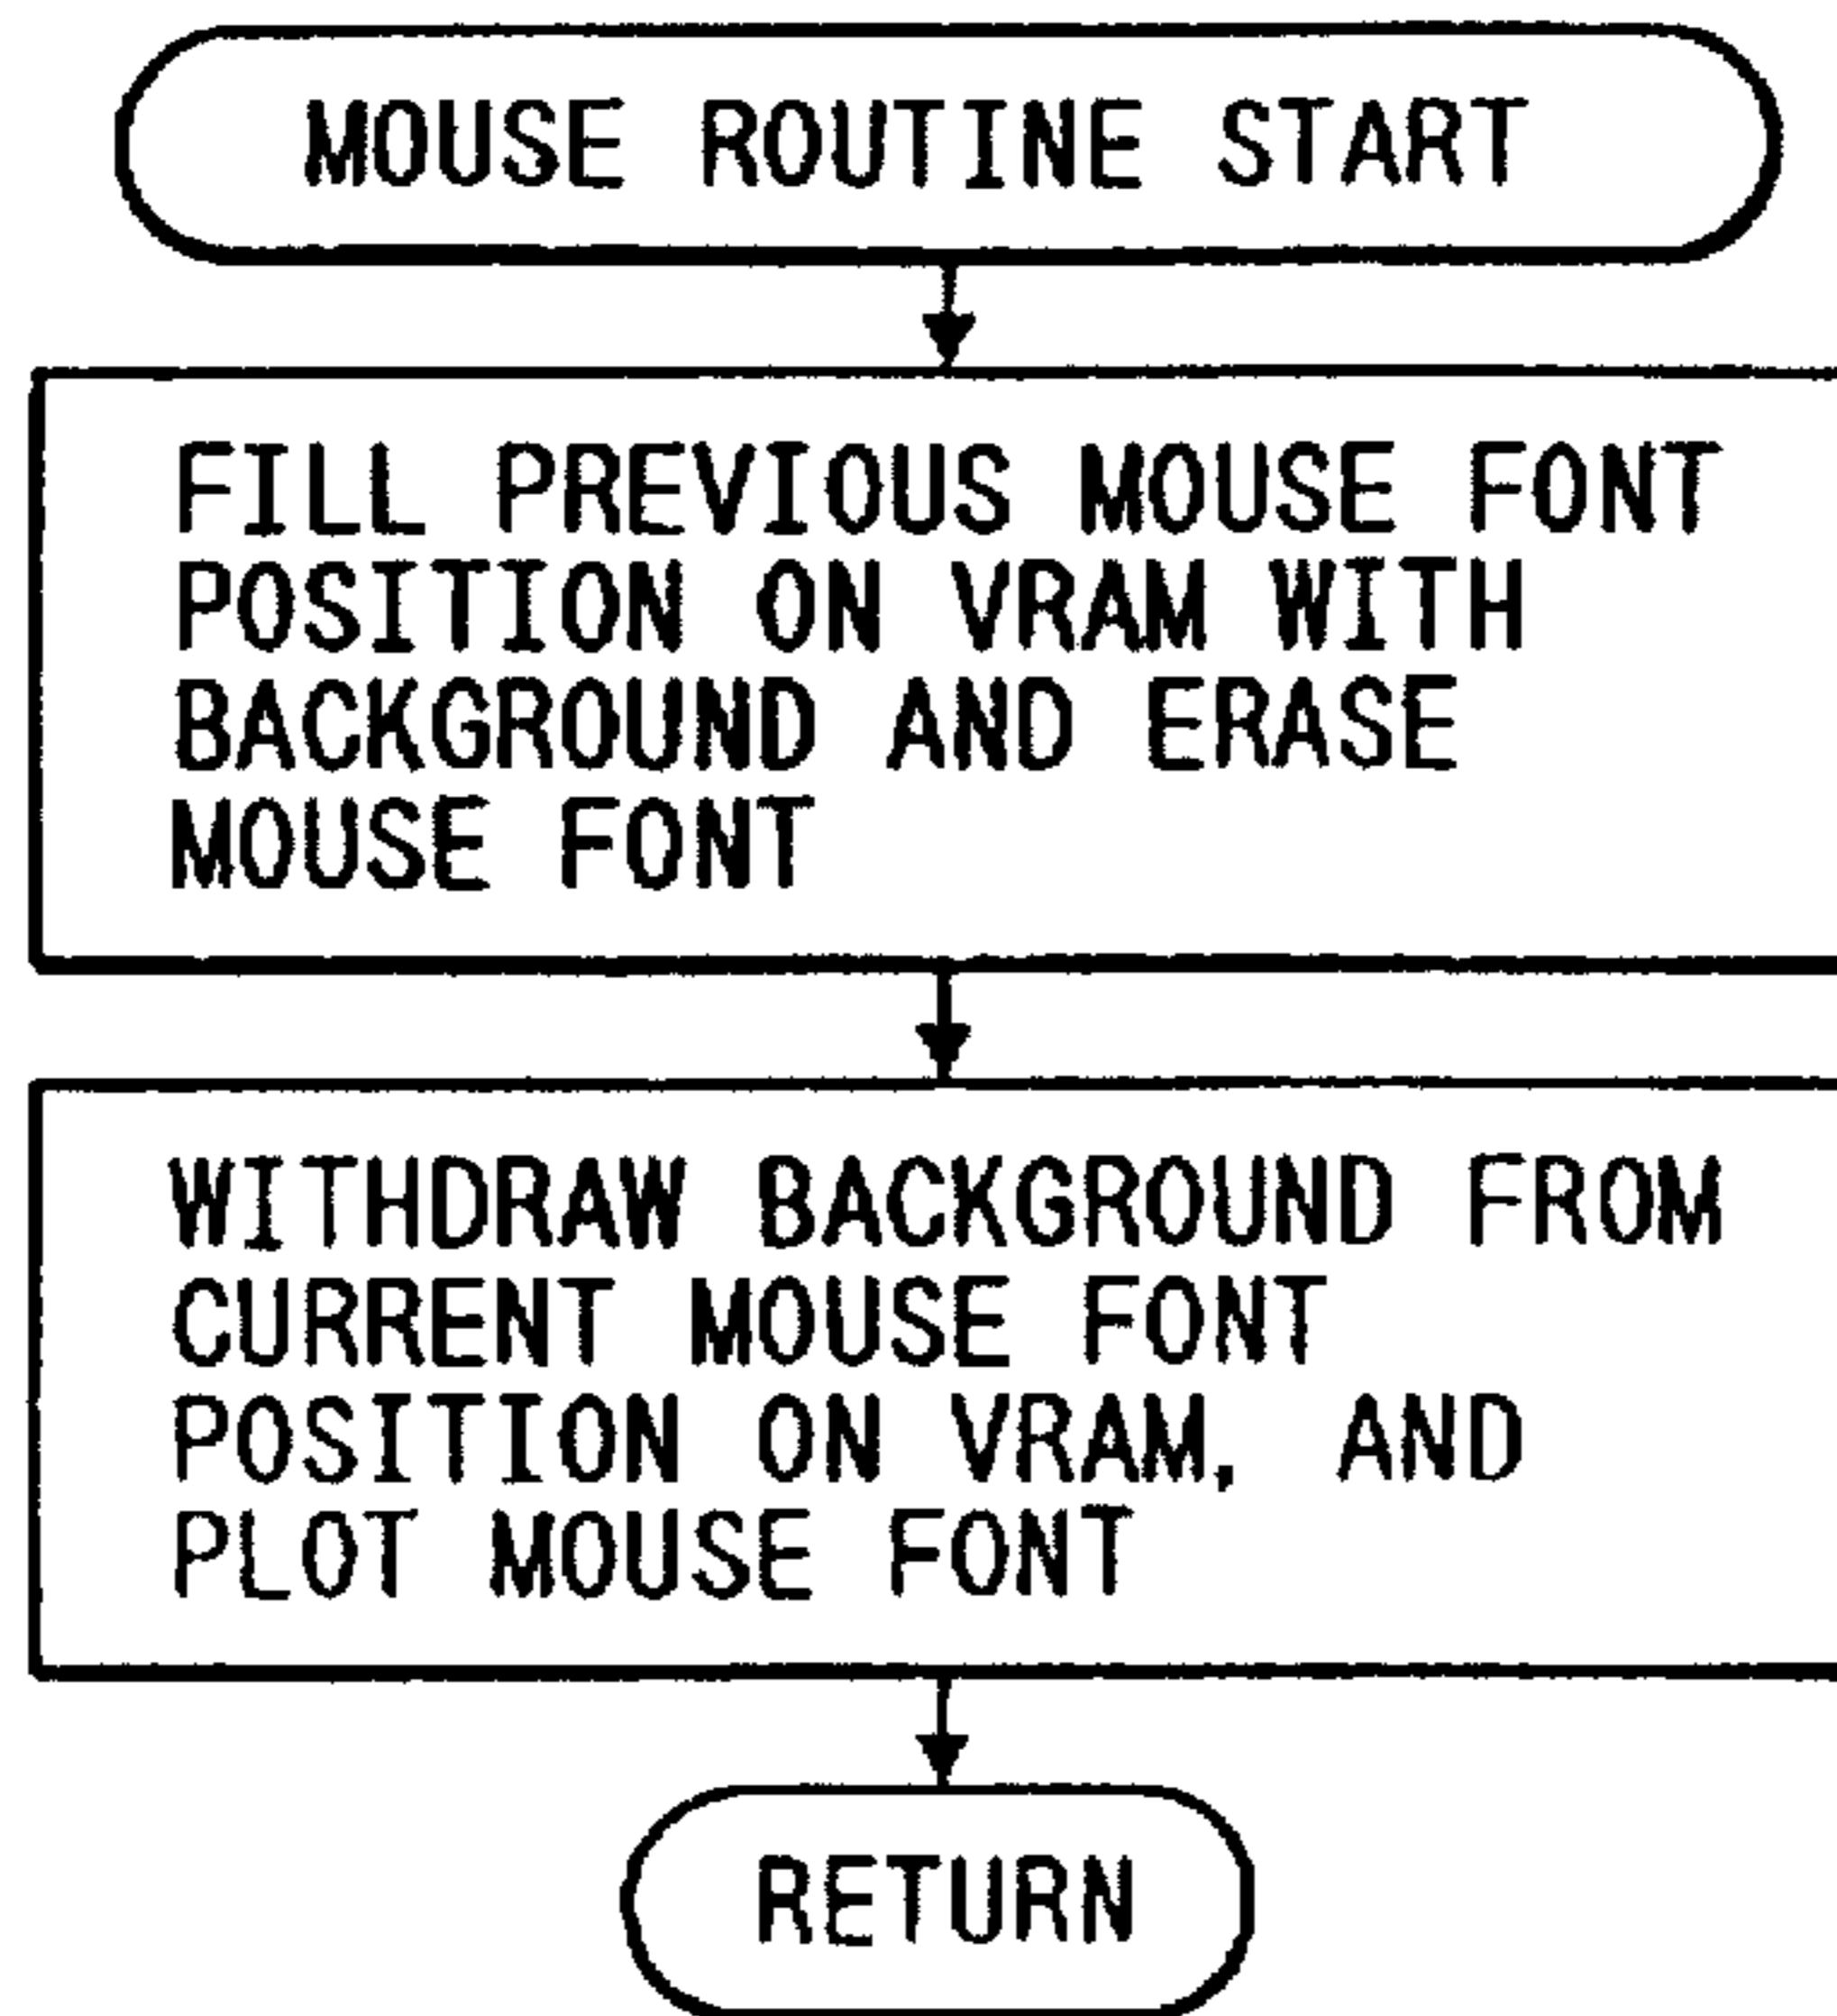 MOUSE ROUTINE START
FILL PREVIOUS MOUSE FONT
POSITION ON VRAM WITH
BACKGROUND AND ERASE
MOUSE FONT
WITHDRAW BACKGROUND FROM
CURRENT MOUSE FONT
POSITION ON VRAM, AND
PLOT MOUSE FONT
RETURN